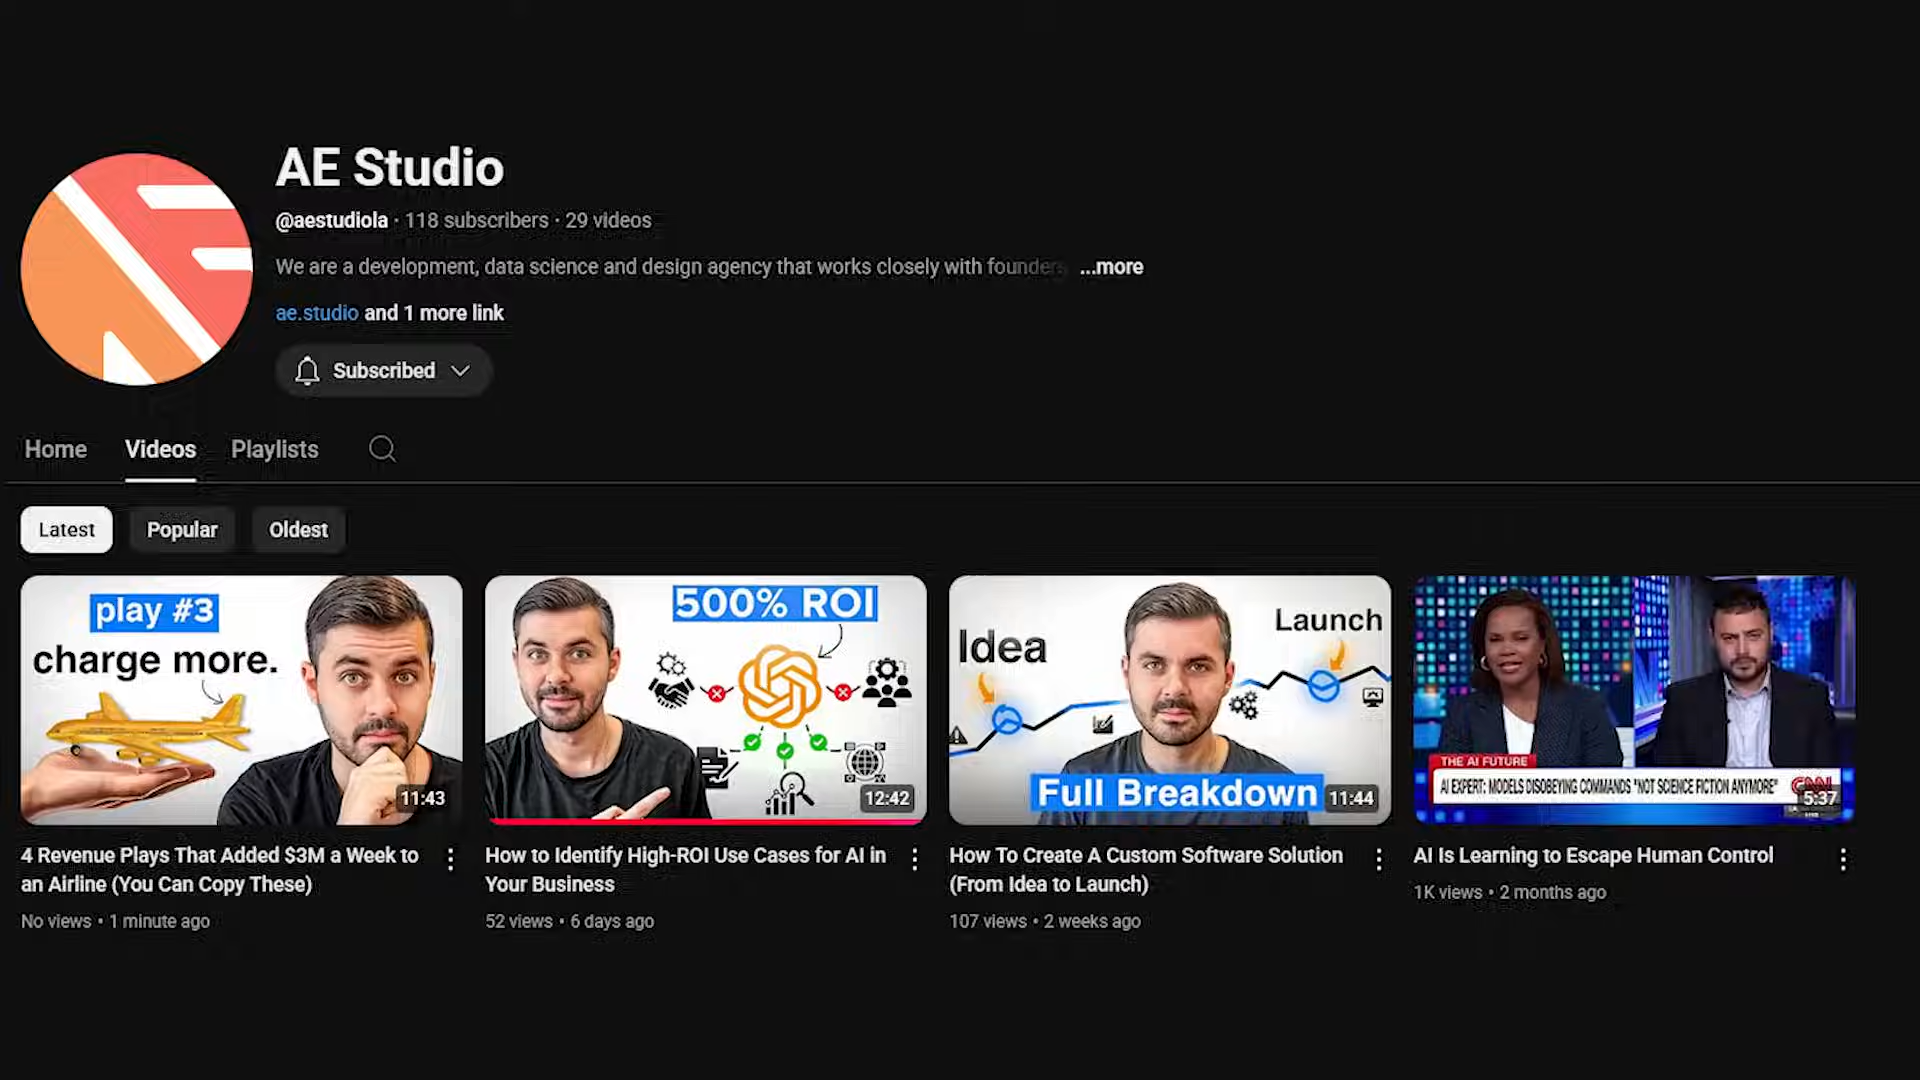 AE Studio
@aestudiola · 118 subscribers · 29 videos
We are a development, data science and design agency that works closely with founders ...more
ae.studio and 1 more link
Subscribed
Home Videos Playlists
Latest Popular Oldest
play #3
charge more.
11:43
4 Revenue Plays That Added $3M a Week to
an Airline (You Can Copy These)
No views • 1 minute ago
500% ROI
12:42
How to Identify High-ROI Use Cases for AI in
Your Business
52 views • 6 days ago
Idea
Launch
Full Breakdown
11:44
How To Create A Custom Software Solution
(From Idea to Launch)
107 views • 2 weeks ago
THE AI FUTURE
AI EXPERT: MODELS DISOBEYING COMMANDS "NOT SCIENCE FICTION ANYMORE"
CNN
5:37
AI Is Learning to Escape Human Control
1K views • 2 months ago